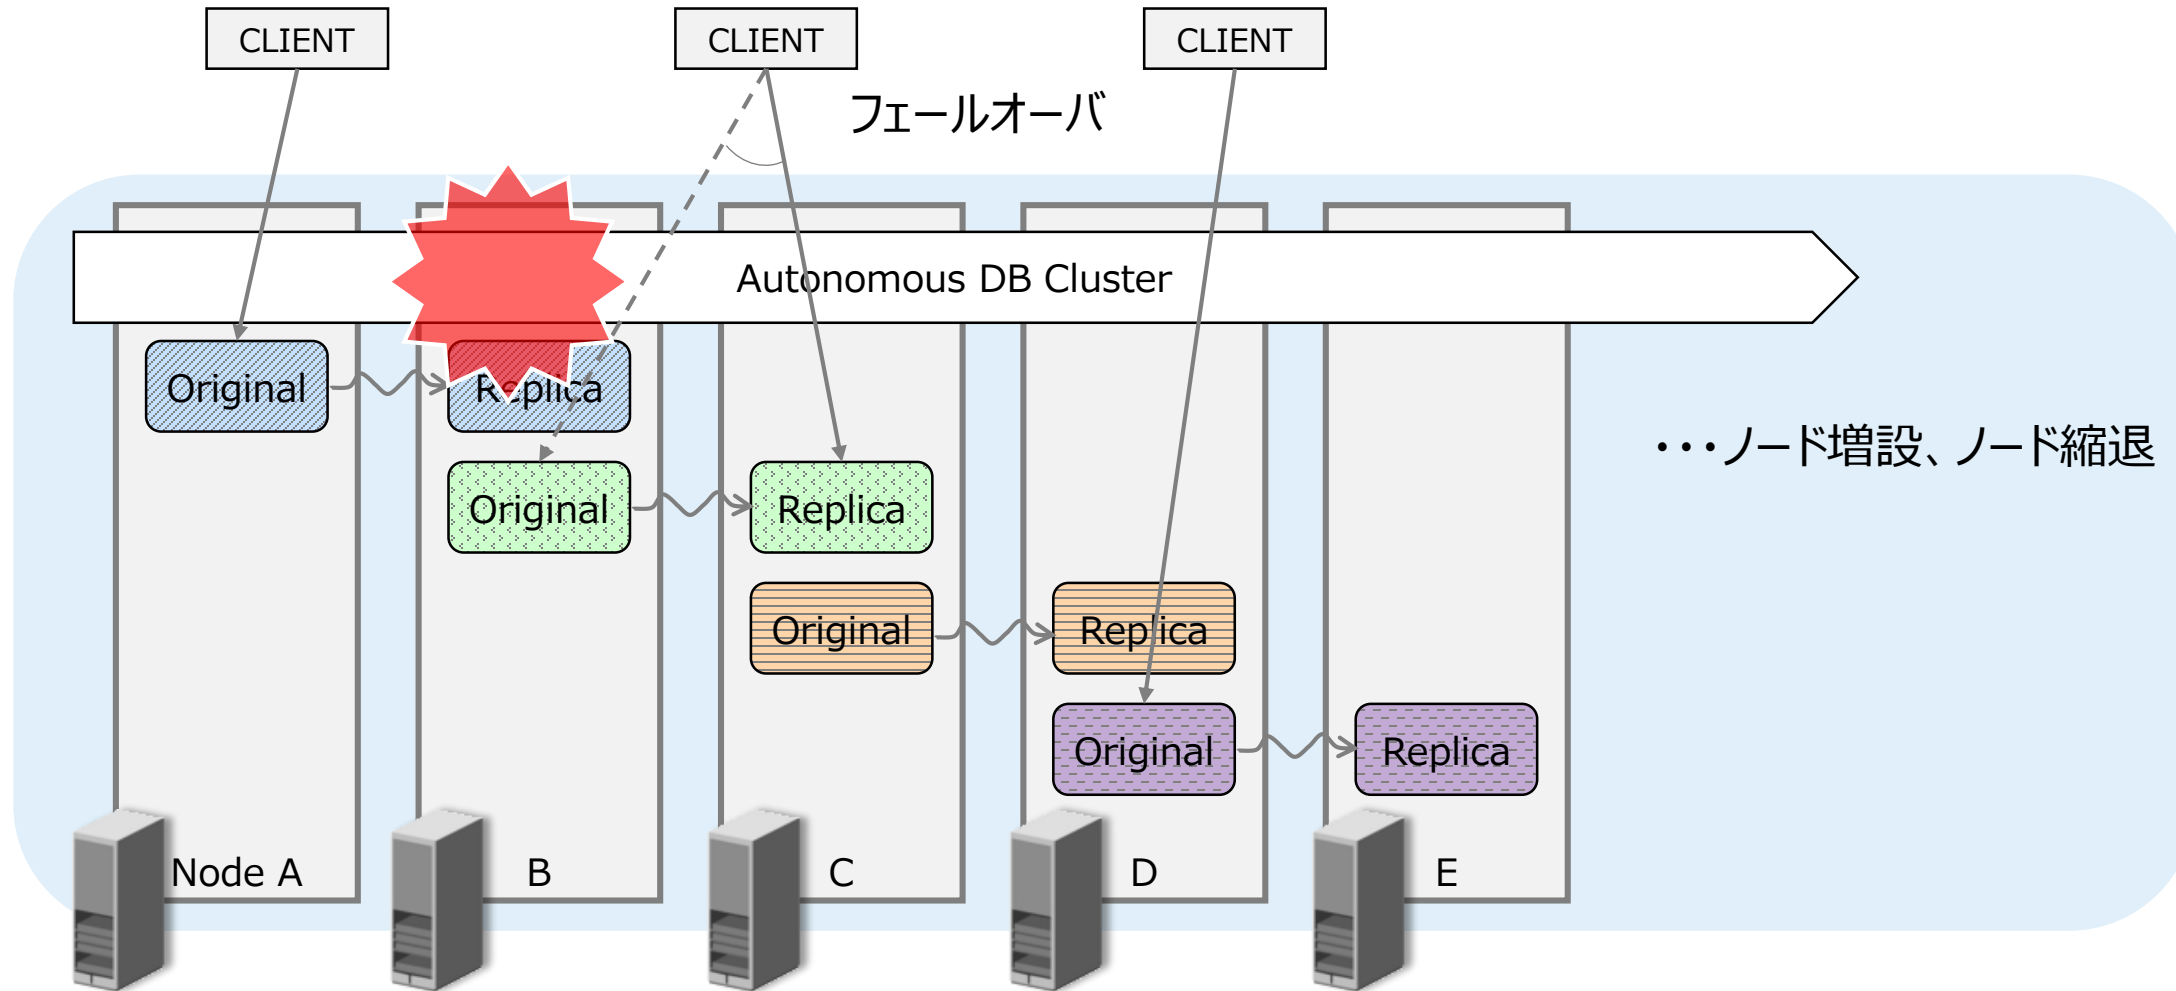 CLIENT
CLIENT
CLIENT
フェールオーバ
Autonomous DB Cluster
Original
Replica
・・・ノード増設、ノード縮退
Original
Replica
Original
Replica
Original
Replica
Node A
B
C
D
E